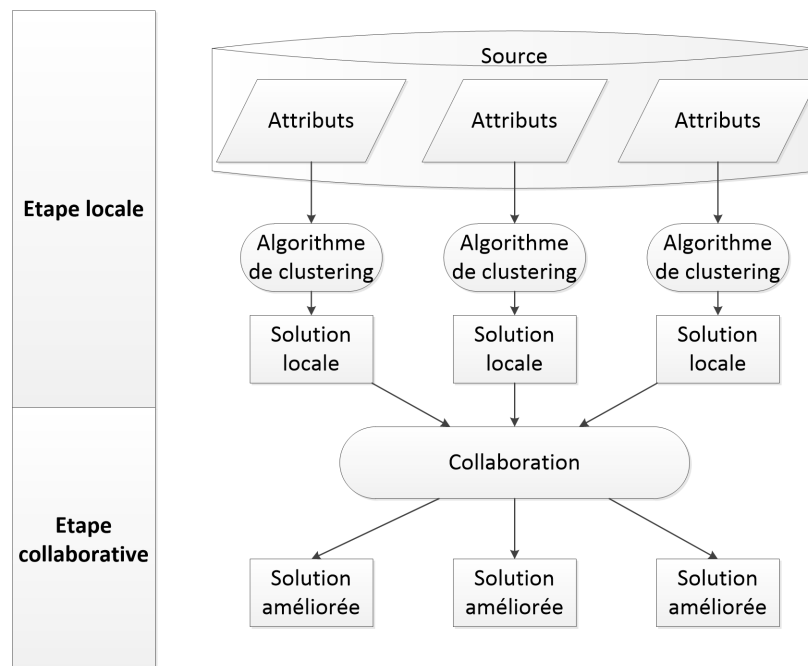 Source
Attributs
Attributs
Attributs
Etape locale
Algorithme
de clustering
Algorithme
de clustering
Algorithme
de clustering
Solution
locale
Solution
locale
Solution
locale
Collaboration
Etape
collaborative
Solution
améliorée
Solution
améliorée
Solution
améliorée